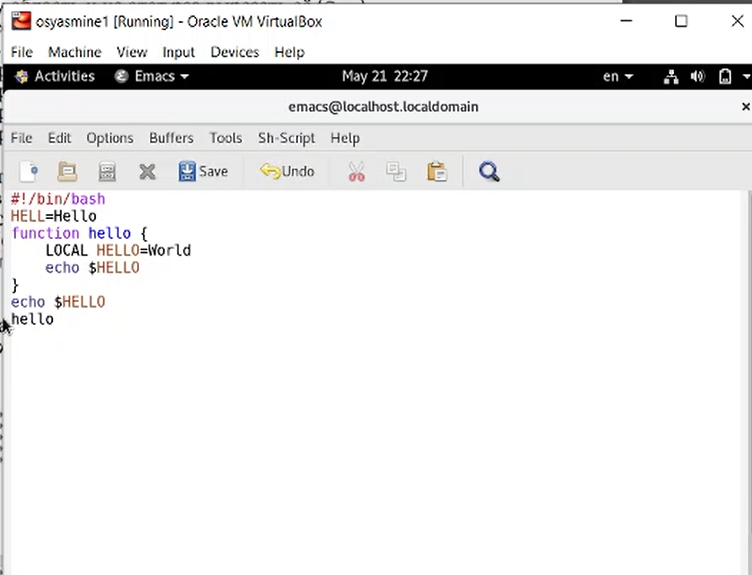 osyasmine1 [Running] - Oracle VM VirtualBox
File Machine View Input Devices Help
Activities Emacs May 21 22:27 en
emacs@localhost.localdomain
File Edit Options Buffers Tools Sh-Script Help
Save Undo
#!/bin/bash
HELL=Hello
function hello {
    LOCAL HELLO=World
    echo $HELLO
}
echo $HELLO
hello